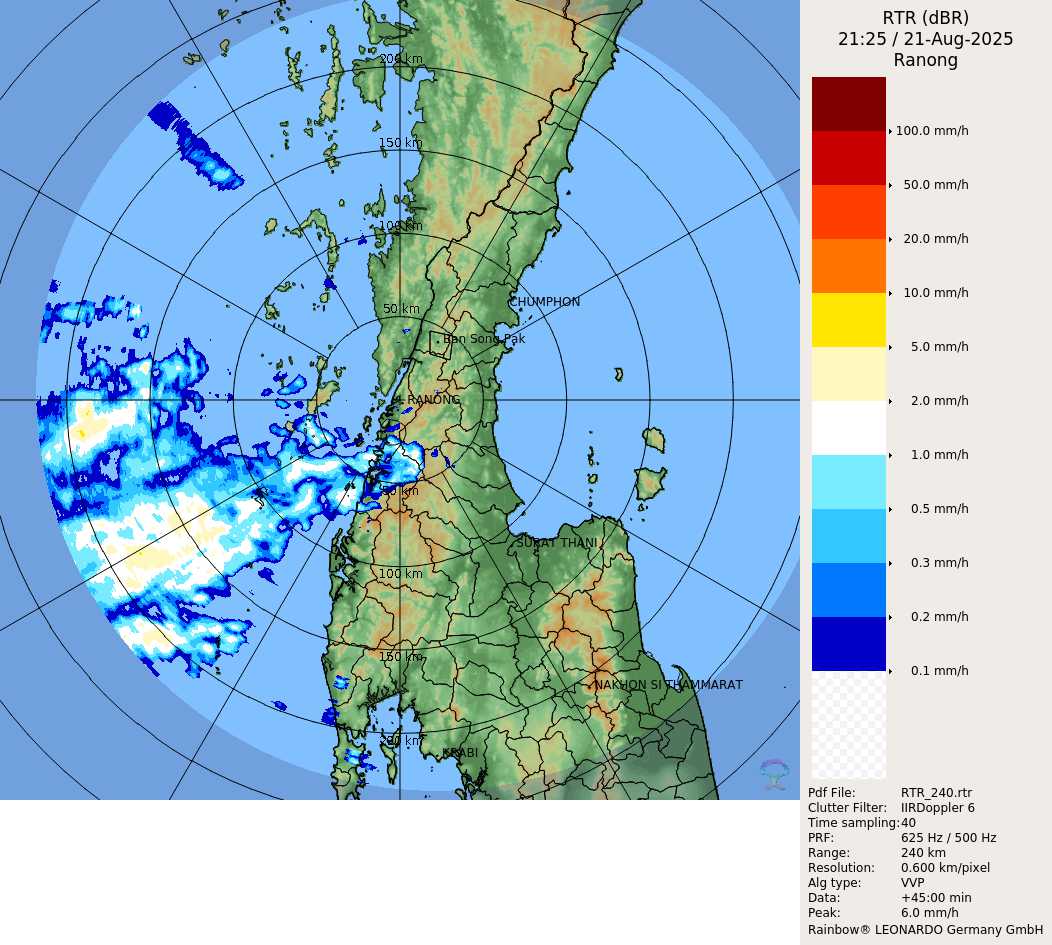 RTR (dBR)
21:25 / 21-Aug-2025
Ranong
200 km
150 km
100 km
50 km
CHUMPHON
Ban Song Pak
RANONG
50 km
SURAT THANI
100 km
150 km
NAKHON SI THAMMARAT
200 km
KRABI
100.0 mm/h
50.0 mm/h
20.0 mm/h
10.0 mm/h
5.0 mm/h
2.0 mm/h
1.0 mm/h
0.5 mm/h
0.3 mm/h
0.2 mm/h
0.1 mm/h
Pdf File: RTR_240.rtr
Clutter Filter: IIRDoppler 6
Time sampling: 40
PRF: 625 Hz / 500 Hz
Range: 240 km
Resolution: 0.600 km/pixel
Alg type: VVP
Data: +45:00 min
Peak: 6.0 mm/h
Rainbow® LEONARDO Germany GmbH